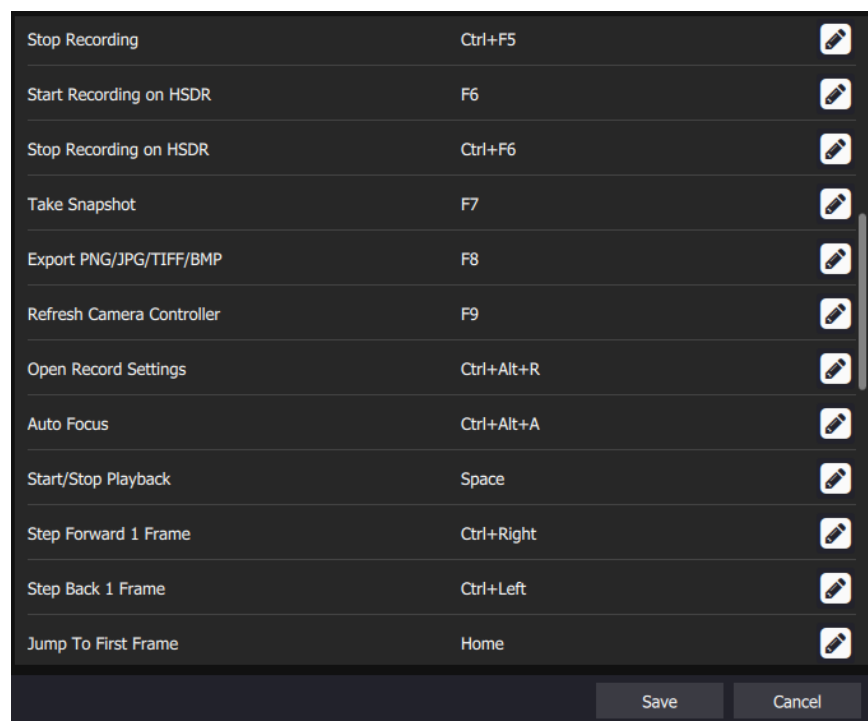 Stop Recording Ctrl+F5
Start Recording on HSDR F6
Stop Recording on HSDR Ctrl+F6
Take Snapshot F7
Export PNG/JPG/TIFF/BMP F8
Refresh Camera Controller F9
Open Record Settings Ctrl+Alt+R
Auto Focus Ctrl+Alt+A
Start/Stop Playback Space
Step Forward 1 Frame Ctrl+Right
Step Back 1 Frame Ctrl+Left
Jump To First Frame Home
Save Cancel